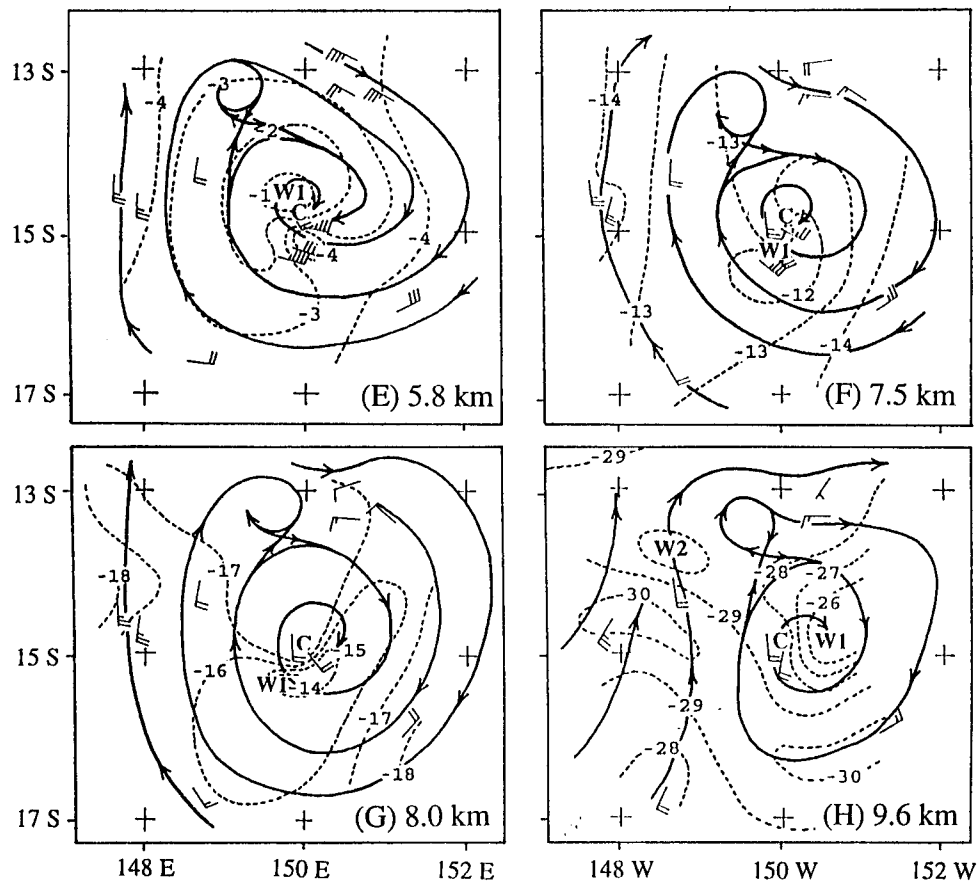 13 S
15 S
17 S
-4
-3
-2
-1
W1
C
-4
-4
-3
(E) 5.8 km
-14
-13
C
W1
-12
-13
-13
-14
(F) 7.5 km
13 S
15 S
17 S
-18
-17
C
-15
-16
W1
-14
-17
-18
(G) 8.0 km
-29
W2
-28
-27
-30
-29
-26
C
W1
-29
-28
-30
(H) 9.6 km
148 E
150 E
152 E
148 W
150 W
152 W